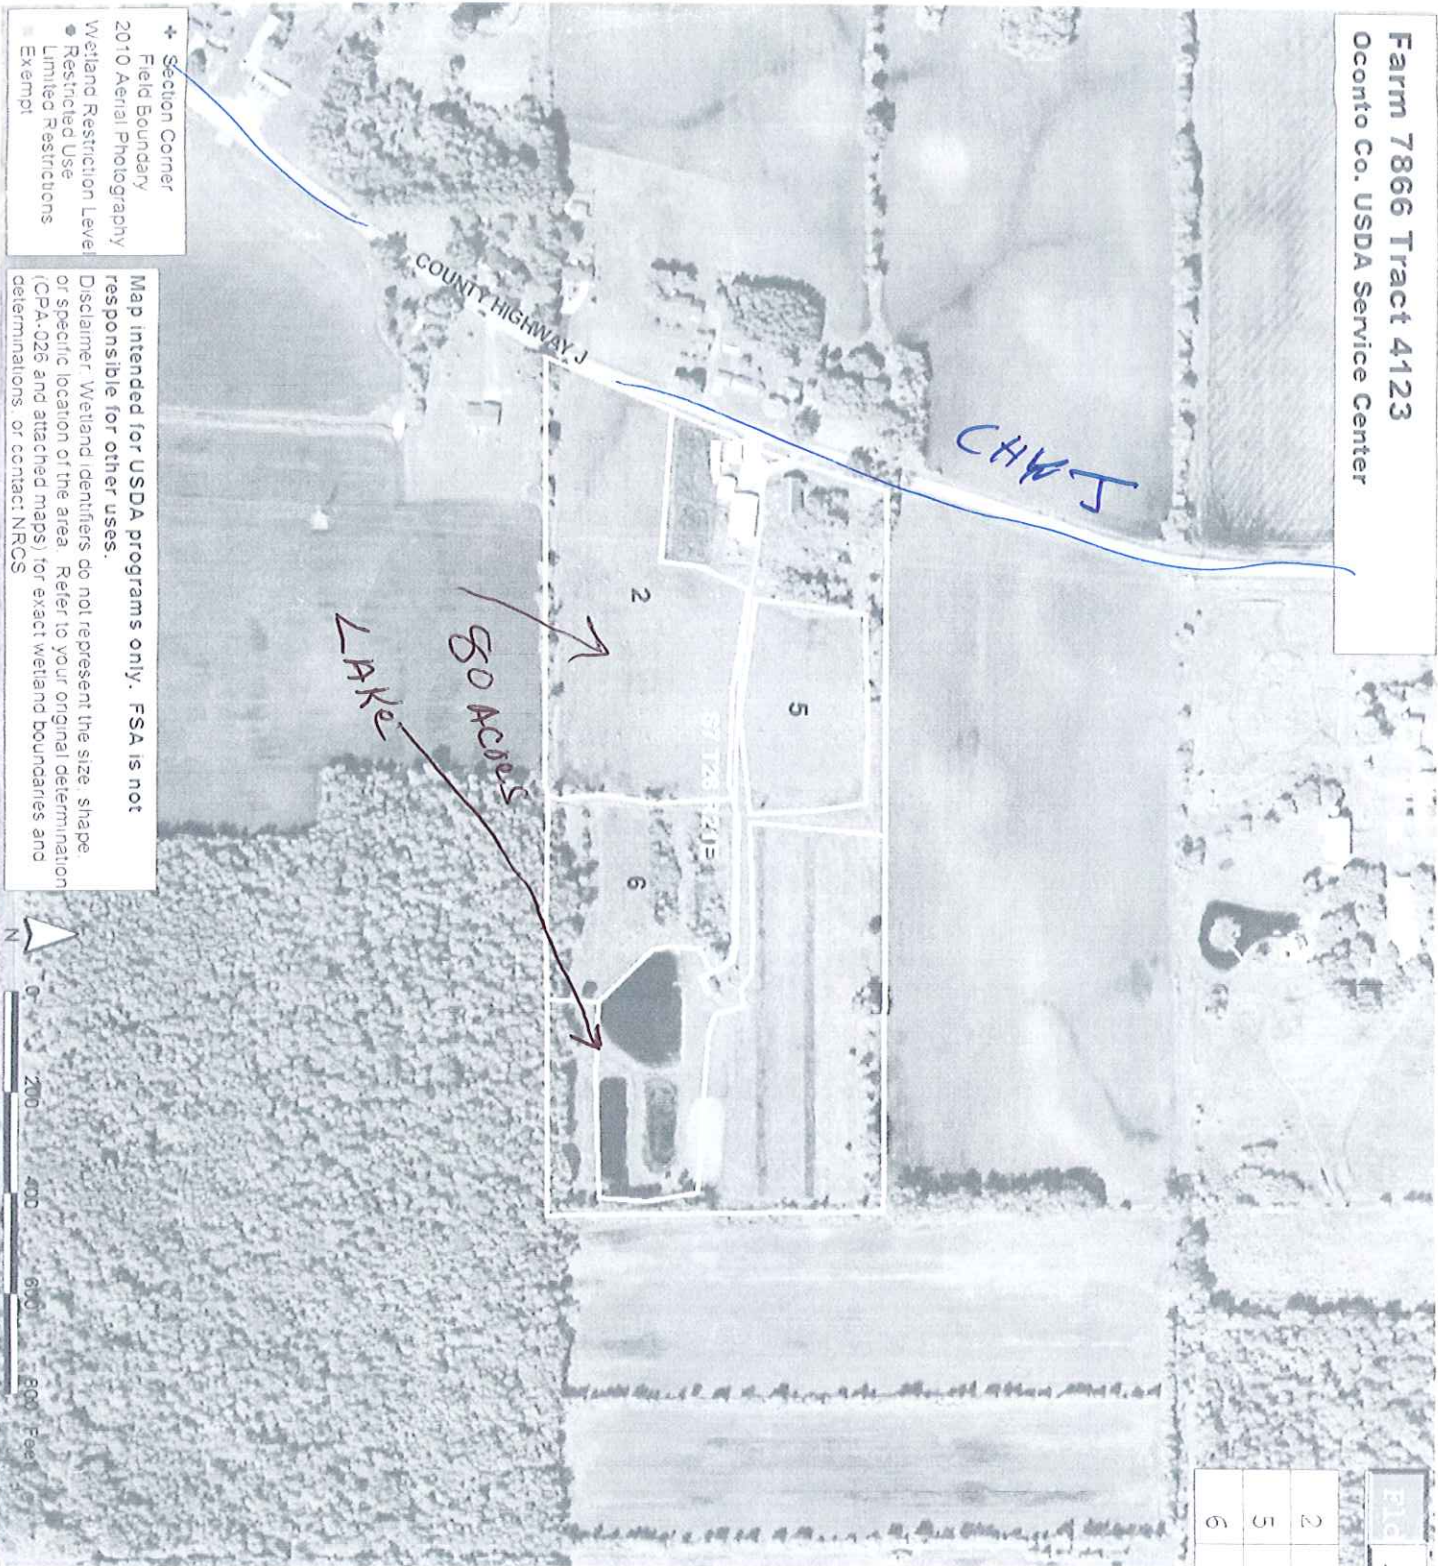 Farm 7866 Tract 4123
Oconto Co. USDA Service Center
CHW J
COUNTY HIGHWAY J
2
5
6
80 Acres
LAKE
2
5
6
Section Corner
Field Boundary
2010 Aerial Photography
Wetland Restriction Level
Restricted Use
Limited Restrictions
Exempt
Map intended for USDA programs only. FSA is not
responsible for other uses.
Disclaimer: Wetland identifiers do not represent the size, shape,
or specific location of the area. Refer to your original determination
(CPA-026 and attached maps) for exact wetland boundaries and
determinations, or contact NRCS
N
0 200 400 600 800 Feet